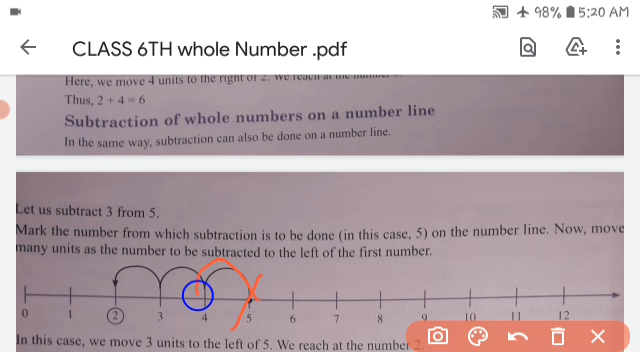 98% 5:20 AM
CLASS 6TH whole Number .pdf
Here, we move 4 units to the right of 2. We reach at the number
Thus, 2 + 4 = 6
Subtraction of whole numbers on a number line
In the same way, subtraction can also be done on a number line.
Let us subtract 3 from 5.
Mark the number from which subtraction is to be done (in this case, 5) on the number line. Now, move
many units as the number to be subtracted to the left of the first number.
0 1 2 3 4 5 6 7 8 9 10 11 12
In this case, we move 3 units to the left of 5. We reach at the number 2.